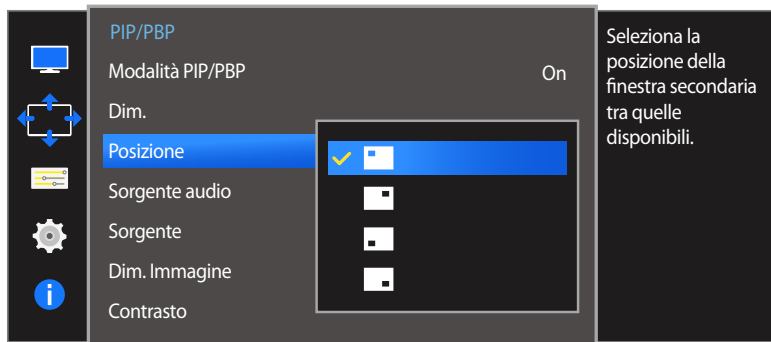 PIP/PBP
Modalità PIP/PBP On
Dim.
Posizione
Sorgente audio
Sorgente
Dim. Immagine
Contrasto
Seleziona la
posizione della
finestra secondaria
tra quelle
disponibili.